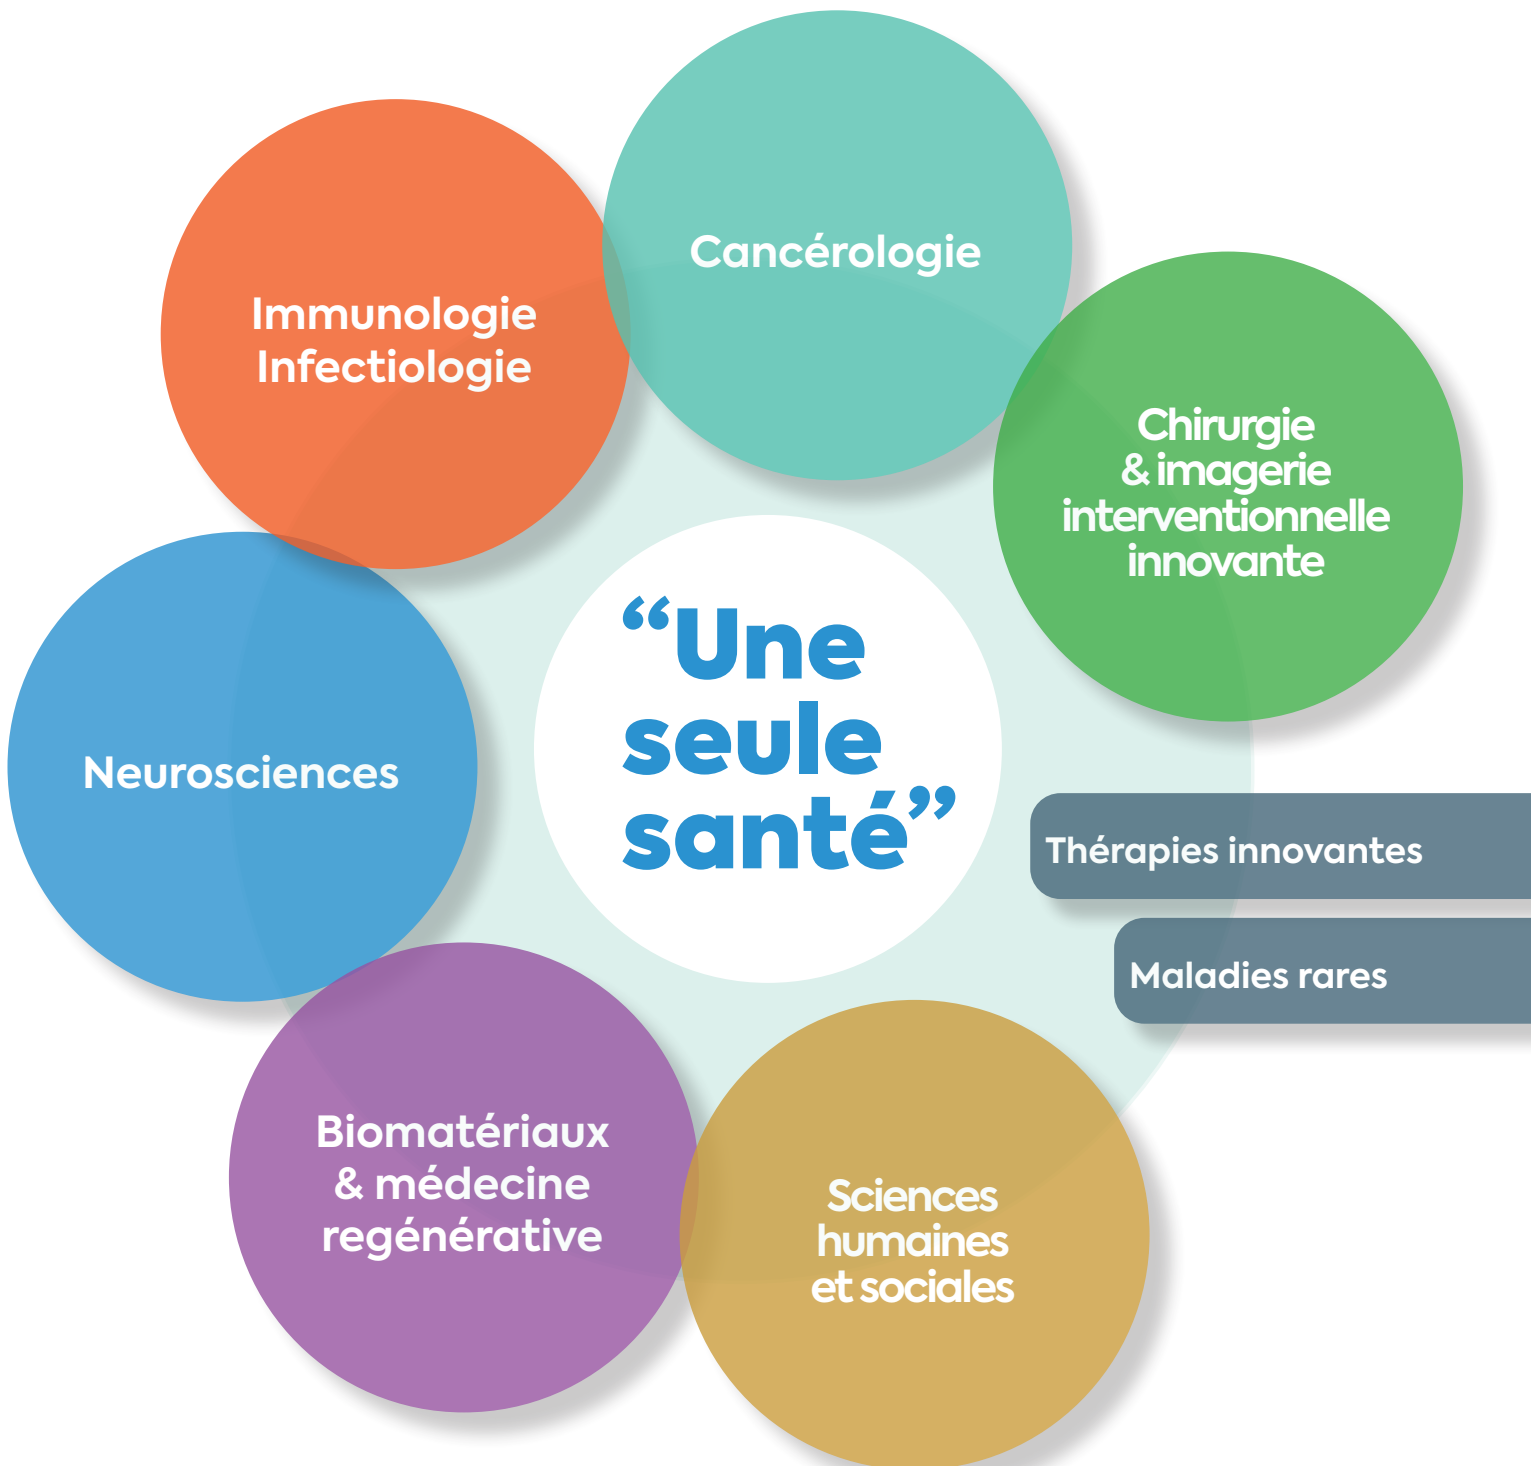 Cancérologie
Immunologie
Infectiologie
Chirurgie
& imagerie
interventionnelle
innovante
“Une
seule
santé”
Neurosciences
Thérapies innovantes
Maladies rares
Biomatériaux
& médecine
regénérative
Sciences
humaines
et sociales